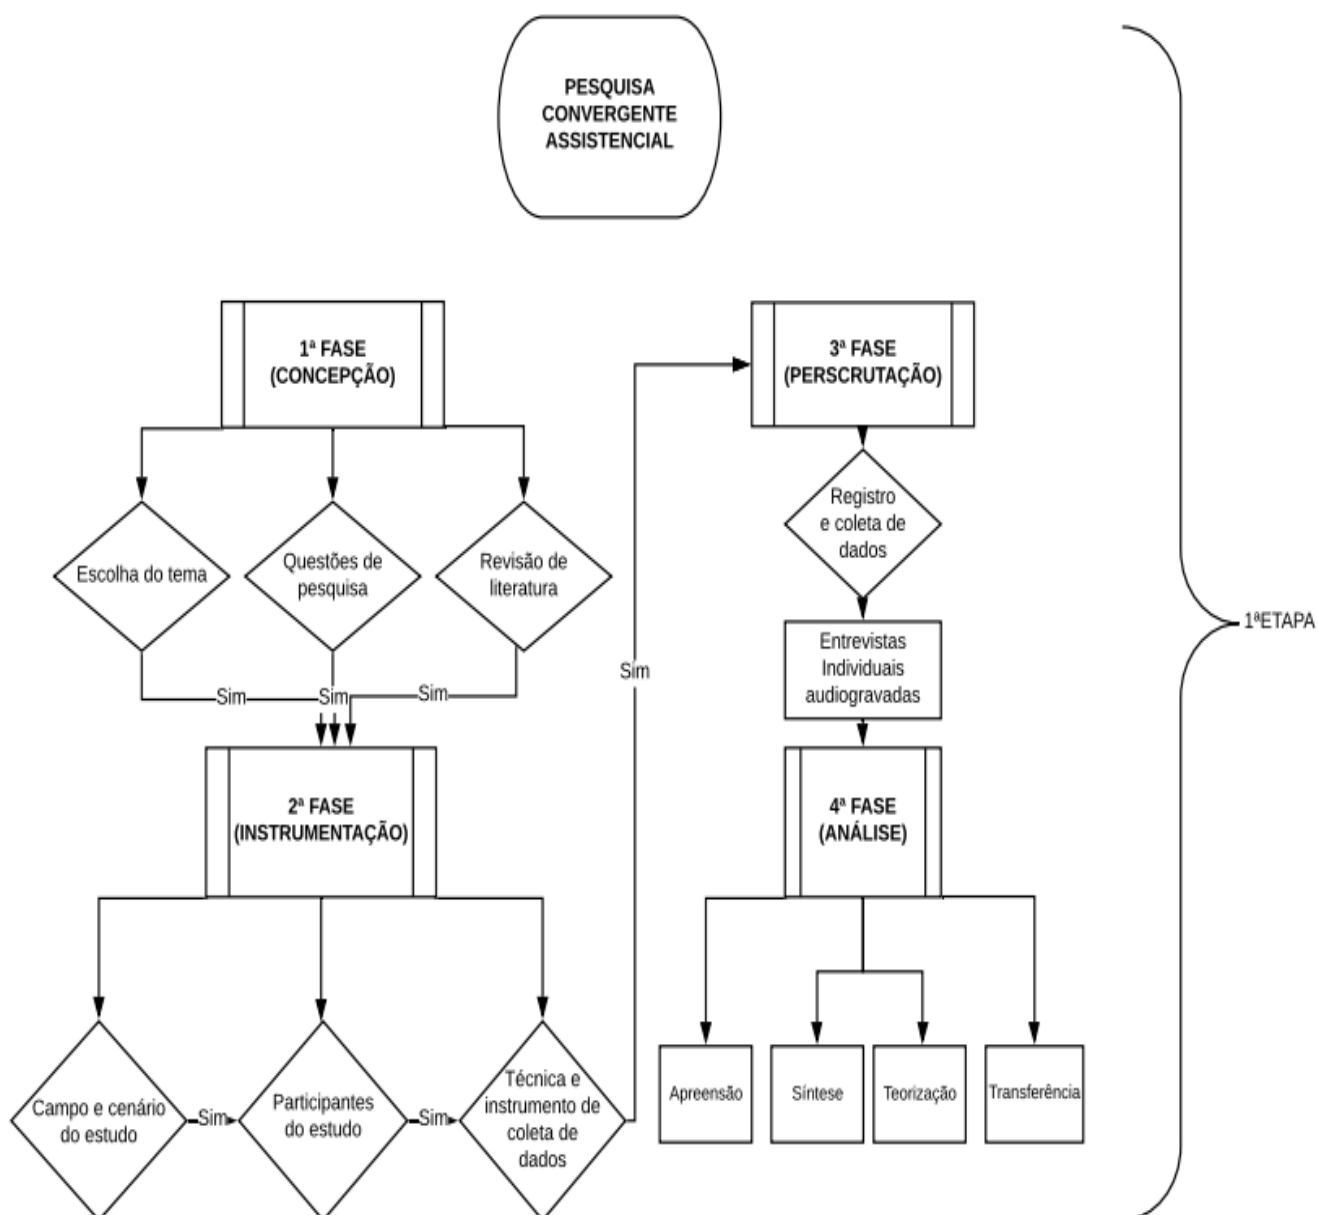 PESQUISA
CONVERGENTE
ASSISTENCIAL
1ª FASE
(CONCEPÇÃO)
Escolha do tema
Questões de
pesquisa
Revisão de
literatura
Sim
Sim
Sim
2ª FASE
(INSTRUMENTAÇÃO)
Campo e cenário
do estudo
Sim
Participantes
do estudo
Sim
Técnica e
instrumento de
coleta de
dados
Sim
3ª FASE
(PERSCRUTAÇÃO)
Registro
e coleta de
dados
Entrevistas
Individuais
audiogravadas
4ª FASE
(ANÁLISE)
Apreensão
Síntese
Teorização
Transferência
1ªETAPA